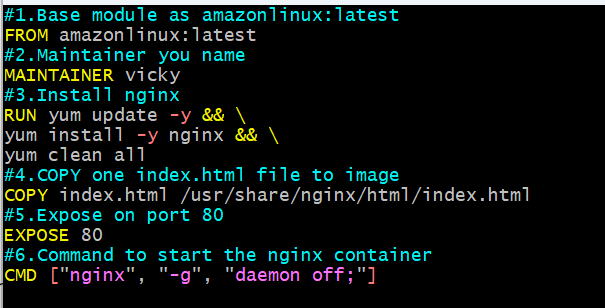 #1.Base module as amazonlinux:latest
FROM amazonlinux:latest
#2.Maintainer you name
MAINTAINER vicky
#3.Install nginx
RUN yum update -y && \
yum install -y nginx && \
yum clean all
#4.COPY one index.html file to image
COPY index.html /usr/share/nginx/html/index.html
#5.Expose on port 80
EXPOSE 80
#6.Command to start the nginx container
CMD ["nginx", "-g", "daemon off;"]